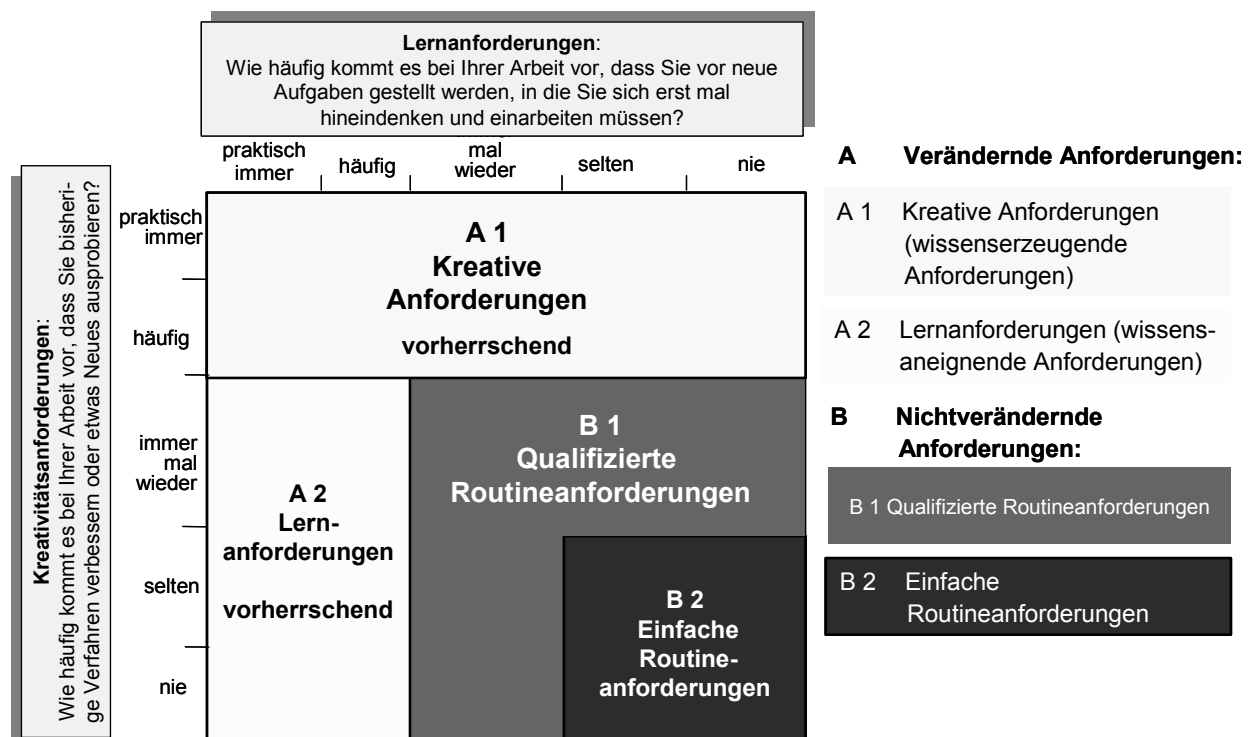 Lernanforderungen:
Wie häufig kommt es bei Ihrer Arbeit vor, dass Sie vor neue
Aufgaben gestellt werden, in die Sie sich erst mal
hineindenken und einarbeiten müssen?
praktisch
immer
häufig
mal
wieder
selten
nie
Kreativitätsanforderungen:
Wie häufig kommt es bei Ihrer Arbeit vor, dass Sie bisheri-
ge Verfahren verbessern oder etwas Neues ausprobieren?
praktisch
immer
häufig
immer
mal
wieder
selten
nie
A 1
Kreative
Anforderungen
vorherrschend
A 2
Lern-
anforderungen
vorherrschend
B 1
Qualifizierte
Routineanforderungen
B 2
Einfache
Routine-
anforderungen
A Verändernde Anforderungen:
A 1 Kreative Anforderungen
(wissenserzeugende
Anforderungen)
A 2 Lernanforderungen (wissens-
aneignende Anforderungen)
B Nichtverändernde
Anforderungen:
B 1 Qualifizierte Routineanforderungen
B 2 Einfache
Routineanforderungen